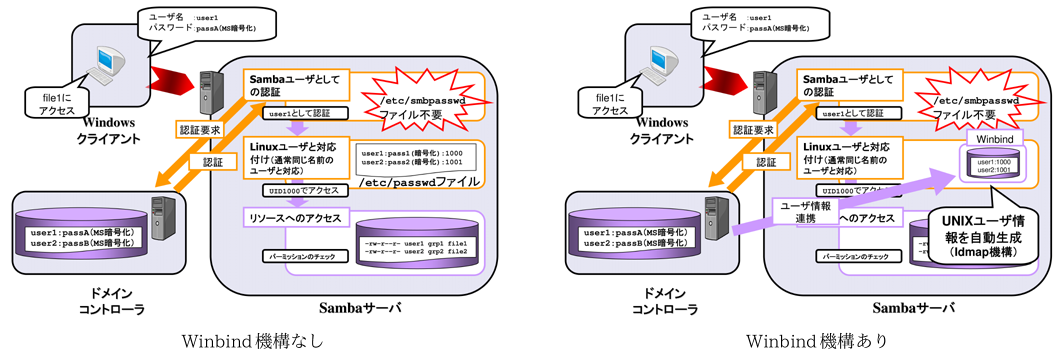 ユーザ名　：user1
パスワード：passA(MS暗号化)
file1に
アクセス
Windows
クライアント
認証要求
認証
user1:passA(MS暗号化)
user2:passB(MS暗号化)
ドメイン
コントローラ
Sambaユーザとして
の認証
/etc/smbpasswd
ファイル不要
user1として認証
Linuxユーザと対応
付け（通常同じ名前の
ユーザと対応）
user1:pass1(暗号化):1000
user2:pass2(暗号化):1001
/etc/passwdファイル
UID1000でアクセス
リソースへのアクセス
-rw-r--r- user1 grp1 file1
-rw-r--r- user2 grp2 file2
パーミッションのチェック
Sambaサーバ
Winbind 機構なし
ユーザ名　：user1
パスワード：passA(MS暗号化)
file1に
アクセス
Windows
クライアント
認証要求
認証
user1:passA(MS暗号化)
user2:passB(MS暗号化)
ドメイン
コントローラ
Sambaユーザとして
の認証
/etc/smbpasswd
ファイル不要
user1として認証
Linuxユーザと対応
付け（通常同じ名前の
ユーザと対応）
Winbind
user1:1000
user2:1001
UID1000でアクセ
ユーザ情報
連携
へのアクセス
UNIXユーザ情
報を自動生成
（Idmap機構）
-rw-r-
-rw-r-
パーミッションのチェック
Sambaサーバ
Winbind 機構あり